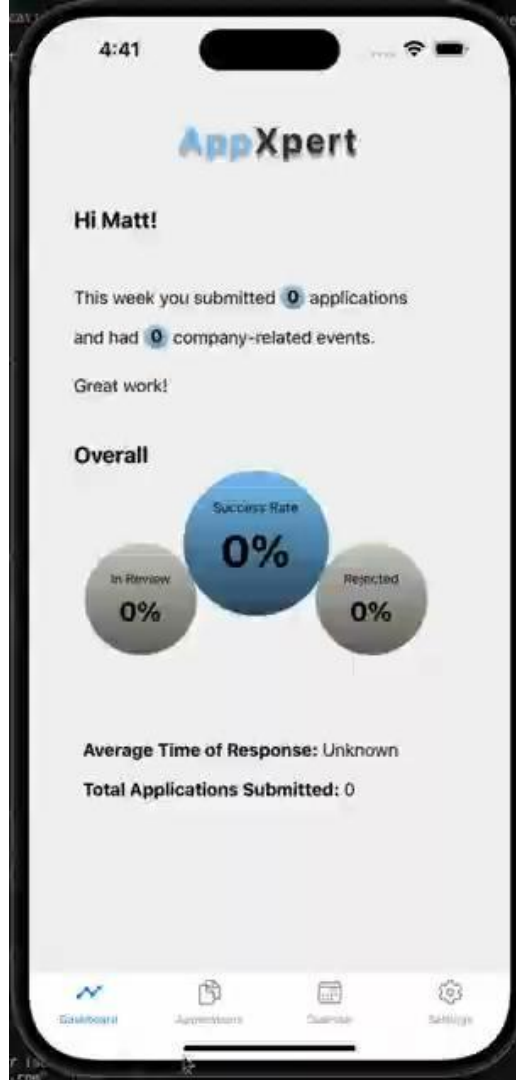 4:41
AppXpert
Hi Matt!
This week you submitted 0 applications
and had 0 company-related events.
Great work!
Overall
Success Rate
0%
In Review
0%
Rejected
0%
Average Time of Response: Unknown
Total Applications Submitted: 0
Dashboard Applications Calendar Settings